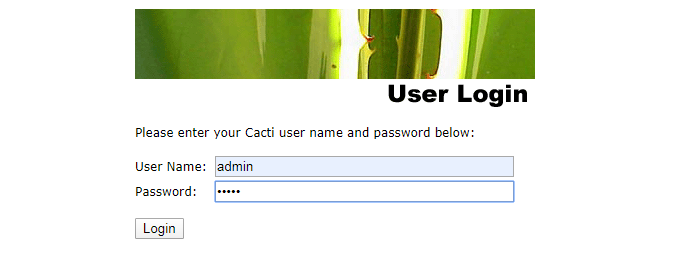 User Login
Please enter your Cacti user name and password below:
User Name: admin
Password: •••••
Login